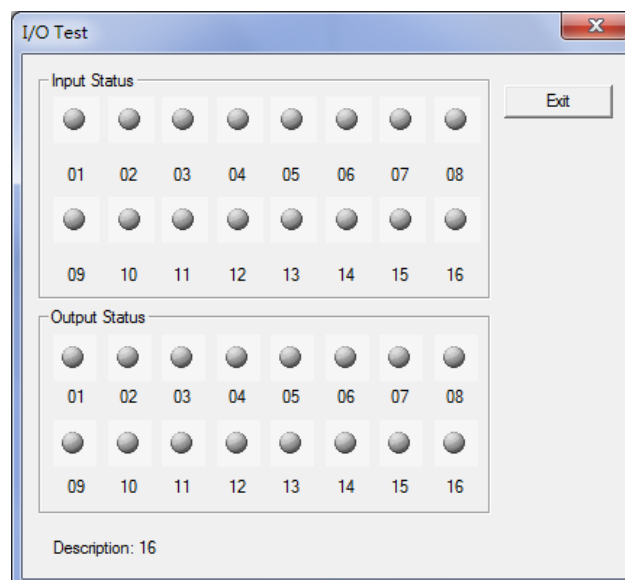 I/O Test
Input Status
Exit
01 02 03 04 05 06 07 08
09 10 11 12 13 14 15 16
Output Status
01 02 03 04 05 06 07 08
09 10 11 12 13 14 15 16
Description: 16